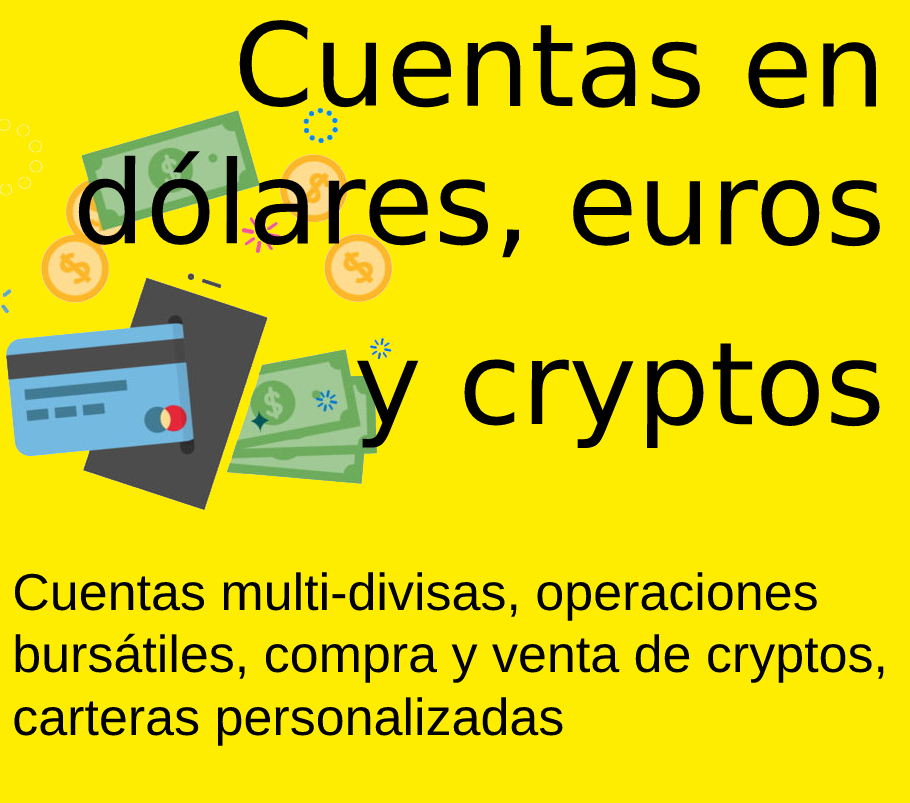 Cuentas en
dólares, euros
y cryptos
Cuentas multi-divisas, operaciones
bursátiles, compra y venta de cryptos,
carteras personalizadas